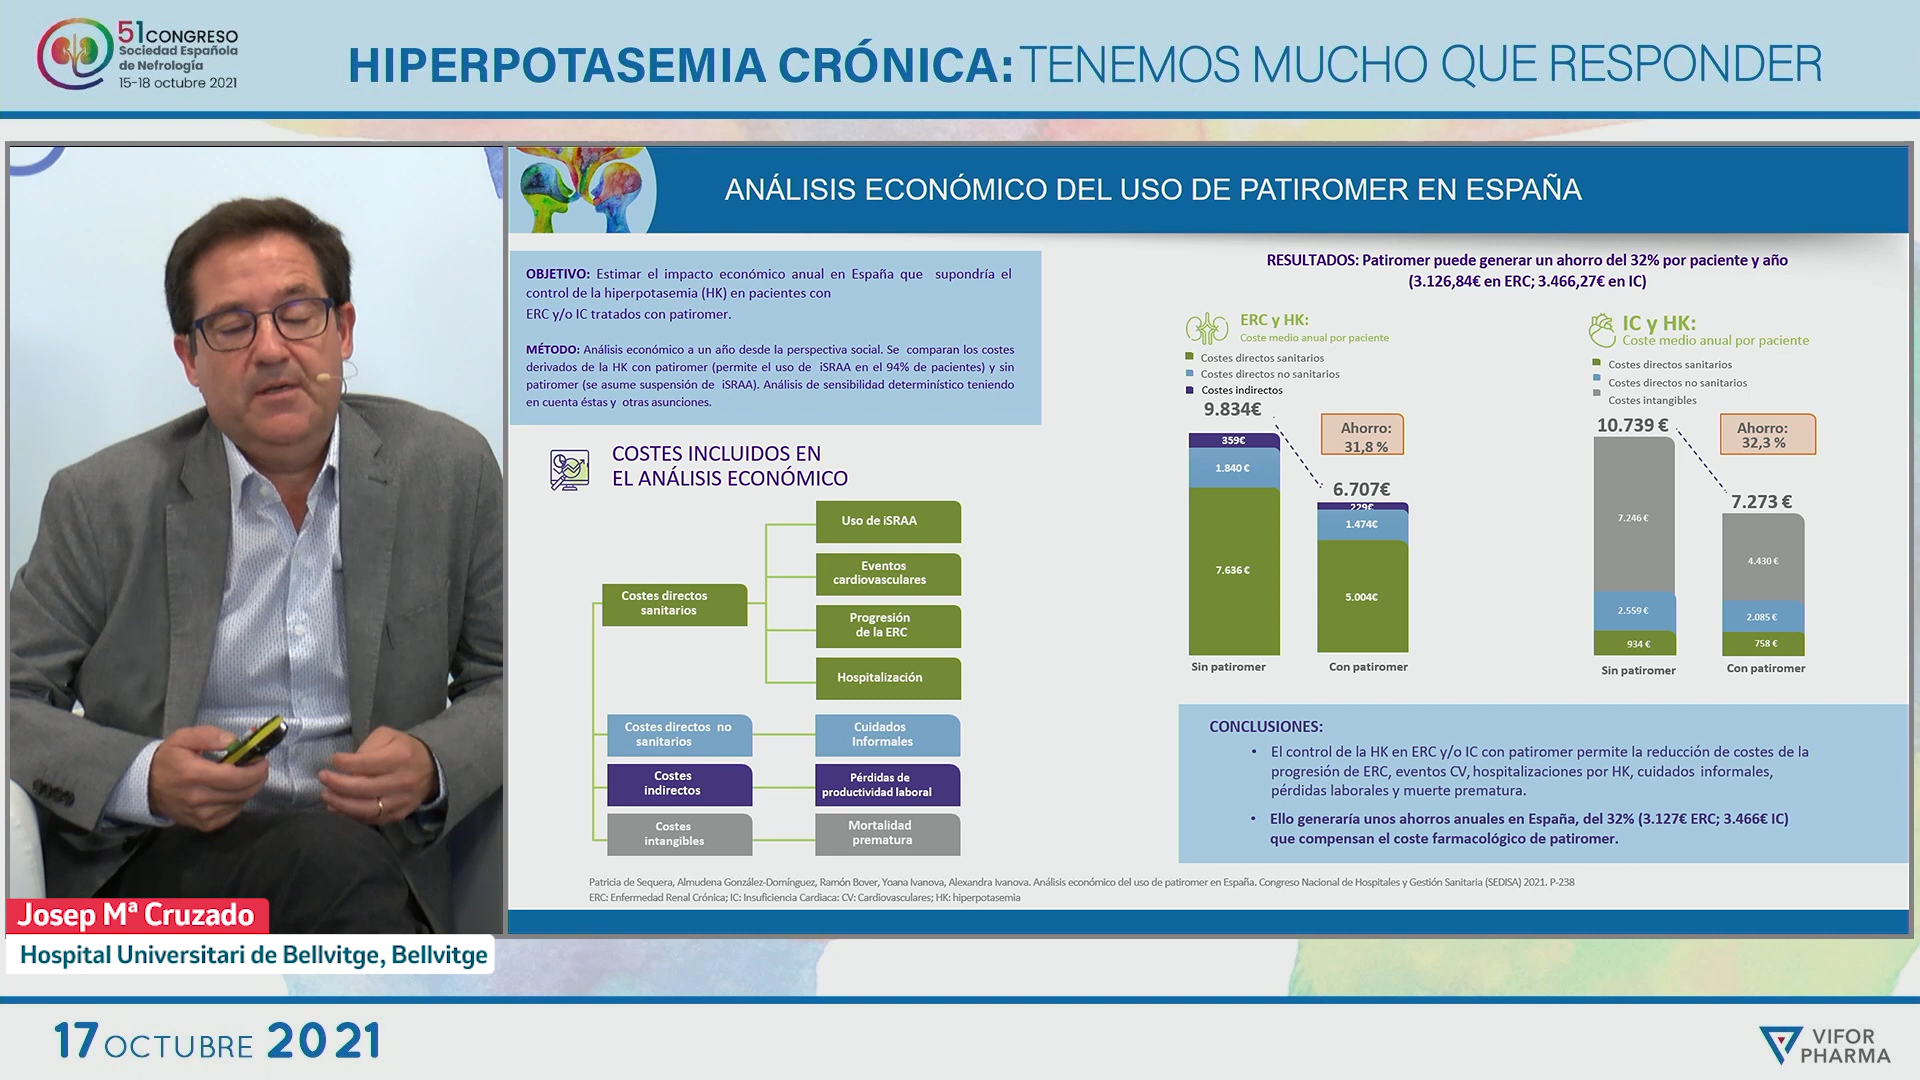 51 CONGRESO
Sociedad Española
de Nefrología
15-18 octubre 2021
HIPERPOTASEMIA CRÓNICA: TENEMOS MUCHO QUE RESPONDER
ANÁLISIS ECONÓMICO DEL USO DE PATIROMER EN ESPAÑA
OBJETIVO: Estimar el impacto económico anual en España que supondría el
control de la hiperpotasemia (HK) en pacientes con
ERC y/o IC tratados con patiromer.
MÉTODO: Análisis económico a un año desde la perspectiva social. Se comparan los costes
derivados de la HK con patiromer (permite el uso de iSRAA en el 94% de pacientes) y sin
patiromer (se asume suspensión de iSRAA). Análisis de sensibilidad determinístico teniendo
en cuenta éstas y otras asunciones.
COSTES INCLUIDOS EN
EL ANÁLISIS ECONÓMICO
Costes directos
sanitarios
Uso de iSRAA
Eventos
cardiovasculares
Progresión
de la ERC
Hospitalización
Costes directos no
sanitarios
Cuidados
Informales
Costes
indirectos
Pérdidas de
productividad laboral
Costes
intangibles
Mortalidad
prematura
RESULTADOS: Patiromer puede generar un ahorro del 32% por paciente y año
(3.126,84€ en ERC; 3.466,27€ en IC)
ERC y HK:
Coste medio anual por paciente
Costes directos sanitarios
Costes directos no sanitarios
Costes indirectos
9.834€
Ahorro:
31,8 %
359€
1.840 €
7.636 €
6.707€
229€
1.474€
5.004€
Sin patiromer
Con patiromer
IC y HK:
Coste medio anual por paciente
Costes directos sanitarios
Costes directos no sanitarios
Costes intangibles
10.739 €
Ahorro:
32,3 %
7.246 €
2.559 €
934 €
7.273 €
4.430 €
2.085 €
758 €
Sin patiromer
Con patiromer
CONCLUSIONES:
• El control de la HK en ERC y/o IC con patiromer permite la reducción de costes de la
progresión de ERC, eventos CV, hospitalizaciones por HK, cuidados informales,
pérdidas laborales y muerte prematura.
• Ello generaría unos ahorros anuales en España, del 32% (3.127€ ERC; 3.466€ IC)
que compensan el coste farmacológico de patiromer.
Patricia de Sequera, Almudena González-Domínguez, Ramón Bover, Yoana Ivanova, Alexandra Ivanova. Análisis económico del uso de patiromer en España. Congreso Nacional de Hospitales y Gestión Sanitaria (SEDISA) 2021. P-238
ERC: Enfermedad Renal Crónica; IC: Insuficiencia Cardiaca: CV: Cardiovasculares; HK: hiperpotasemia
Josep Mª Cruzado
Hospital Universitari de Bellvitge, Bellvitge
17 OCTUBRE 2021
VIFOR
PHARMA